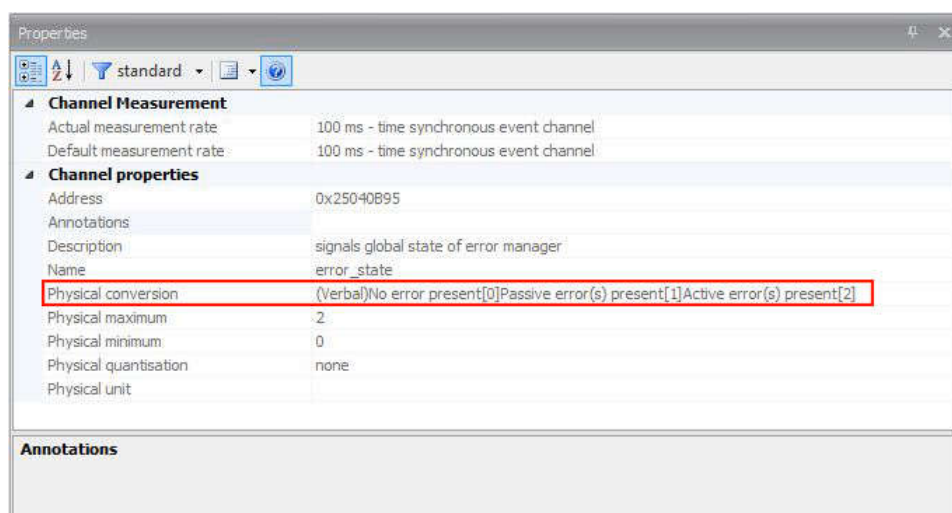 Properties
standard
Channel Measurement
Actual measurement rate 100 ms - time synchronous event channel
Default measurement rate 100 ms - time synchronous event channel
Channel properties
Address 0x25040B95
Annotations
Description signals global state of error manager
Name error_state
Physical conversion (Verbal)No error present[0]Passive error(s) present[1]Active error(s) present[2]
Physical maximum 2
Physical minimum 0
Physical quantisation none
Physical unit
Annotations